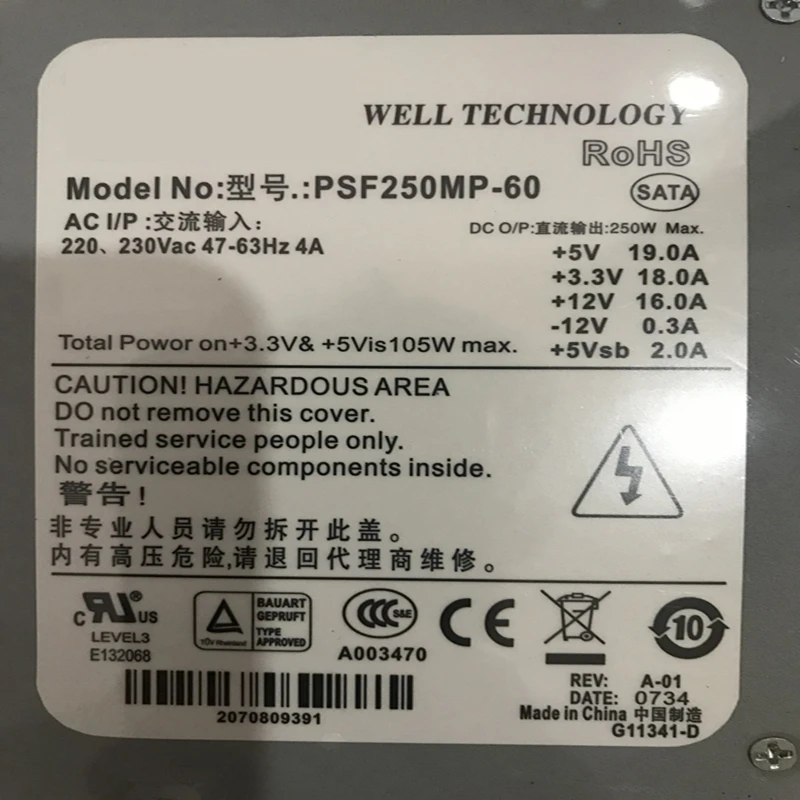 WELL TECHNOLOGY
RoHS
Model No:型号.:PSF250MP-60
SATA
AC I/P :交流输入:
220、230Vac 47-63Hz 4A
DC O/P:直流输出:250W Max.
+5V 19.0A
+3.3V 18.0A
+12V 16.0A
-12V 0.3A
+5Vsb 2.0A
Total Powor on+3.3V& +5Vis105W max.
CAUTION! HAZARDOUS AREA
DO not remove this cover.
Trained service people only.
No serviceable components inside.
警告!
非专业人员请勿拆开此盖。
内有高压危险,请退回代理商维修。
C RU US
LEVEL3
E132068
TÜV Rheinland
BAUART
GEPRUFT
TYPE
APPROVED
CCC S&E
A003470
CE
10
2070809391
REV: A-01
DATE: 0734
Made in China 中国制造
G11341-D